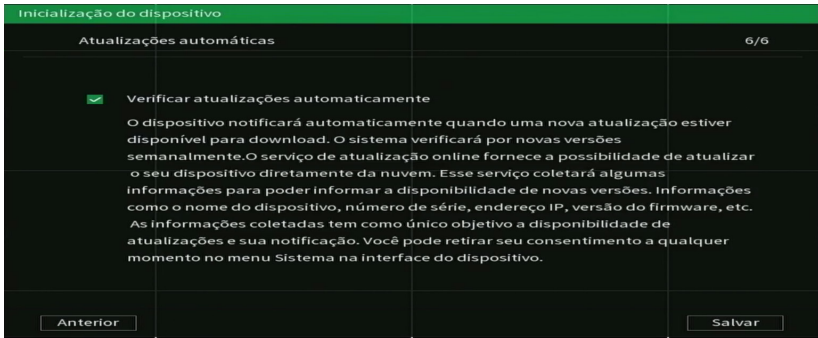 Inicialização do dispositivo
Atualizações automáticas 6/6
Verificar atualizações automaticamente
O dispositivo notificará automaticamente quando uma nova atualização estiver
disponível para download. O sistema verificará por novas versões
semanalmente.O serviço de atualização online fornece a possibilidade de atualizar
o seu dispositivo diretamente da nuvem. Esse serviço coletará algumas
informações para poder informar a disponibilidade de novas versões. Informações
como o nome do dispositivo, número de série, endereço IP, versão do firmware, etc.
As informações coletadas tem como único objetivo a disponibilidade de
atualizações e sua notificação. Você pode retirar seu consentimento a qualquer
momento no menu Sistema na interface do dispositivo.
Anterior Salvar